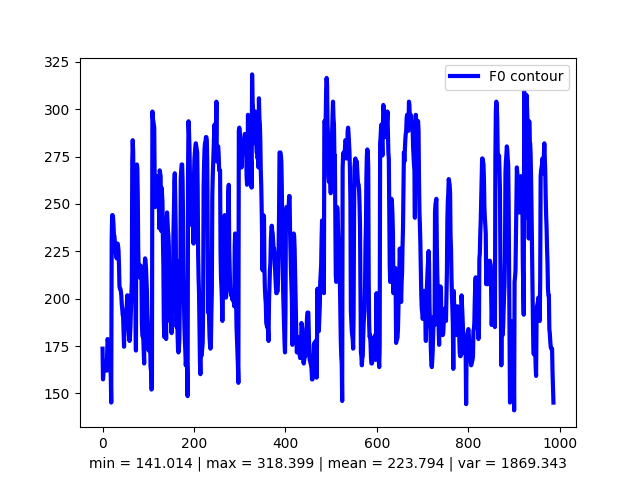 325
300
275
250
225
200
175
150
F0 contour
0 200 400 600 800 1000
min = 141.014 | max = 318.399 | mean = 223.794 | var = 1869.343